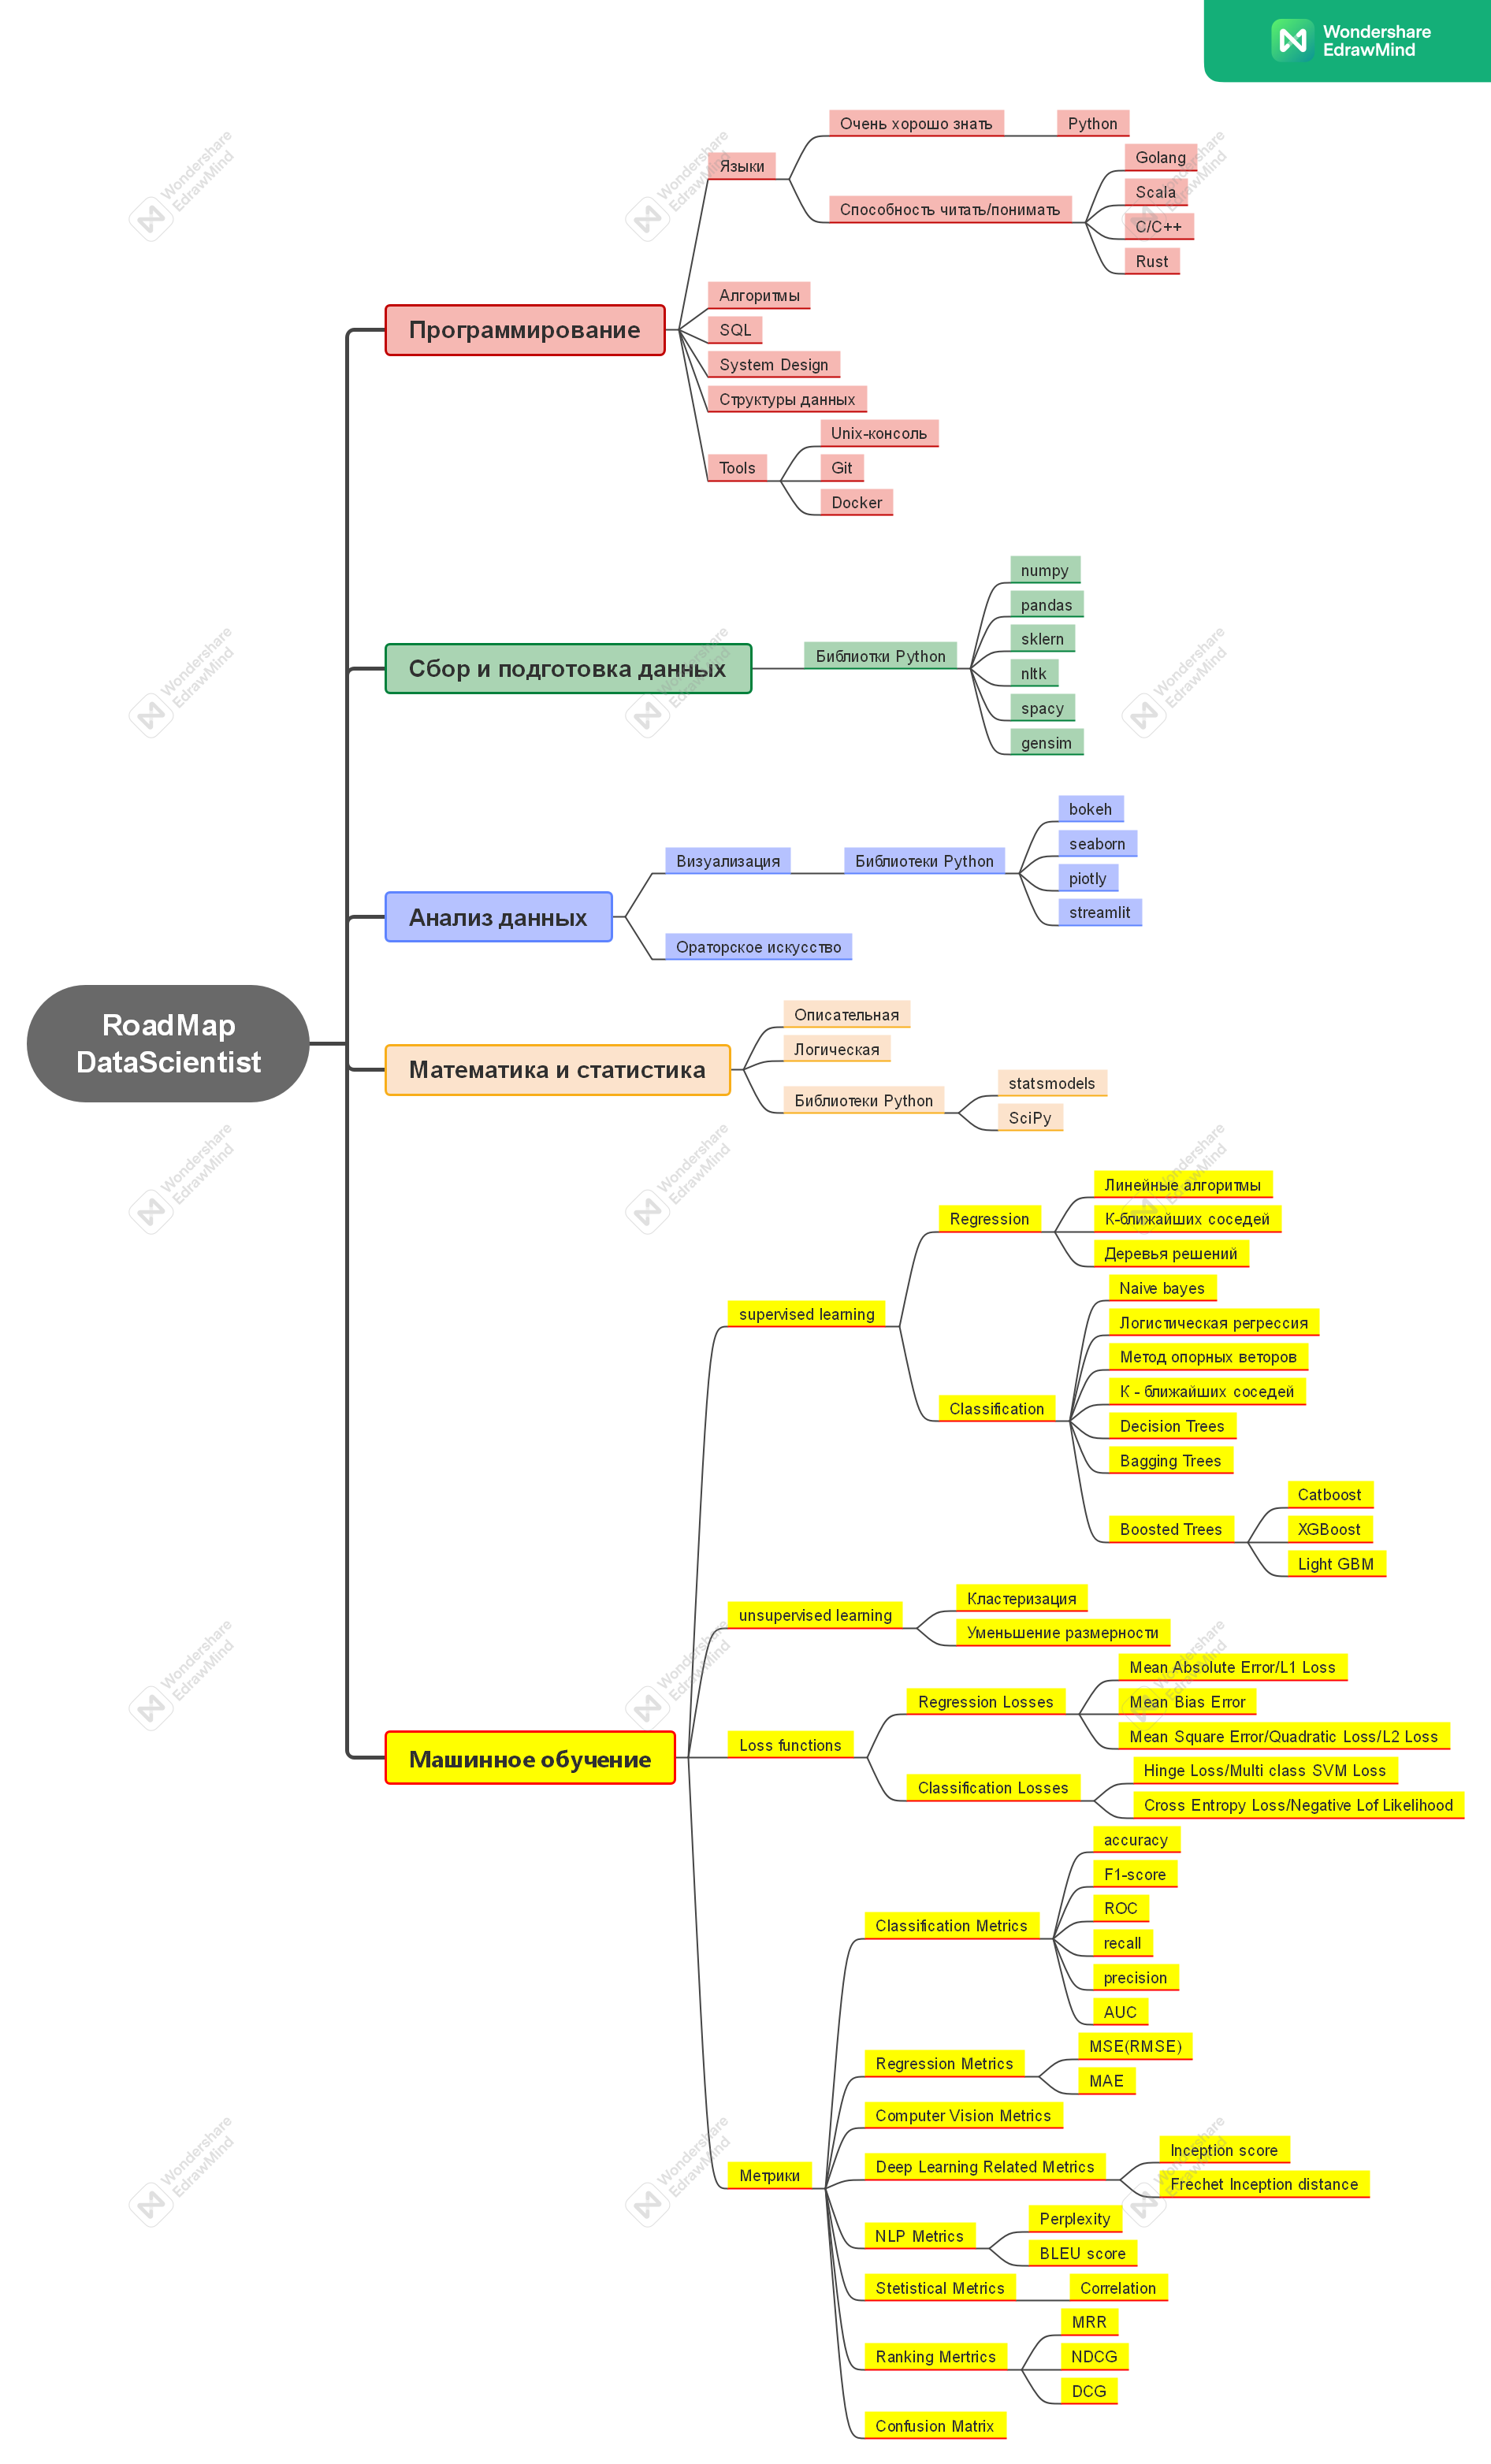 Wondershare
EdrawMind
RoadMap
DataScientist
Программирование
Языки
Очень хорошо знать
Python
Способность читать/понимать
Golang
Scala
C/C++
Rust
Алгоритмы
SQL
System Design
Структуры данных
Tools
Unix-консоль
Git
Docker
Сбор и подготовка данных
Библиотки Python
numpy
pandas
sklern
nltk
spacy
gensim
Анализ данных
Визуализация
Библиотеки Python
bokeh
seaborn
piotly
streamlit
Ораторское искусство
Математика и статистика
Описательная
Логическая
Библиотеки Python
statsmodels
SciPy
Машинное обучение
supervised learning
Regression
Линейные алгоритмы
К-ближайших соседей
Деревья решений
Classification
Naive bayes
Логистическая регрессия
Метод опорных веторов
К - ближайших соседей
Decision Trees
Bagging Trees
Boosted Trees
Catboost
XGBoost
Light GBM
unsupervised learning
Кластеризация
Уменьшение размерности
Loss functions
Regression Losses
Mean Absolute Error/L1 Loss
Mean Bias Error
Mean Square Error/Quadratic Loss/L2 Loss
Classification Losses
Hinge Loss/Multi class SVM Loss
Cross Entropy Loss/Negative Lof Likelihood
Метрики
Classification Metrics
accuracy
F1-score
ROC
recall
precision
AUC
Regression Metrics
MSE(RMSE)
MAE
Computer Vision Metrics
Deep Learning Related Metrics
Inception score
Frechet Inception distance
NLP Metrics
Perplexity
BLEU score
Stetistical Metrics
Correlation
Ranking Mertrics
MRR
NDCG
DCG
Confusion Matrix